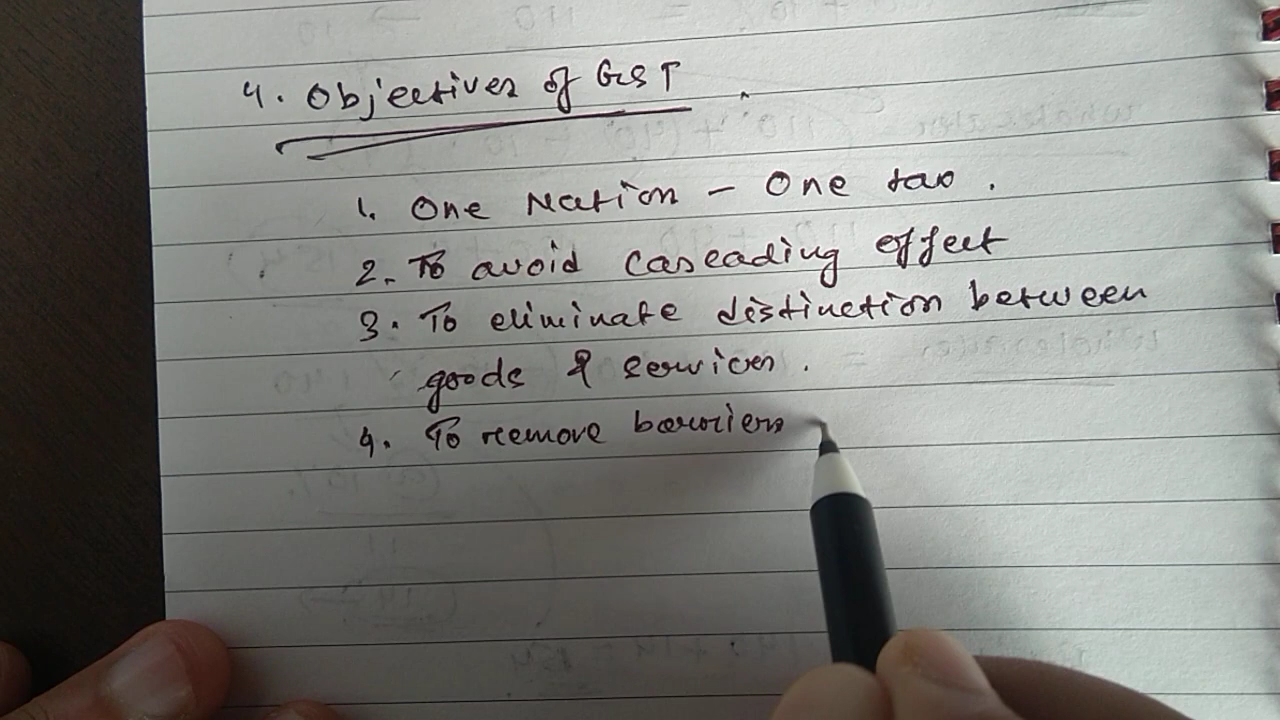 4. Objectives of GST
1. One Nation - One tax.
2. To avoid cascading effect
3. To eliminate distinction between
goods & services.
4. To remove barriers